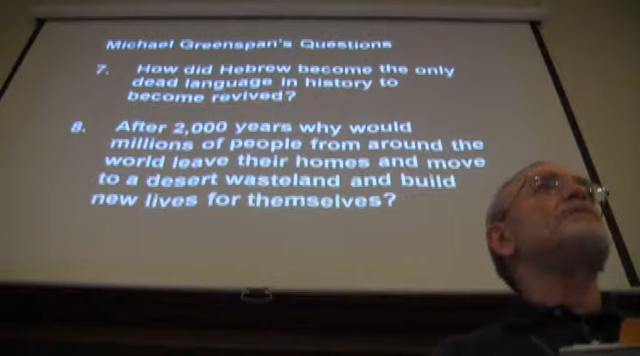 Michael Greenspan's Questions
7. How did Hebrew become the only
dead language in history to
become revived?
8. After 2,000 years why would
millions of people from around the
world leave their homes and move
to a desert wasteland and build
new lives for themselves?